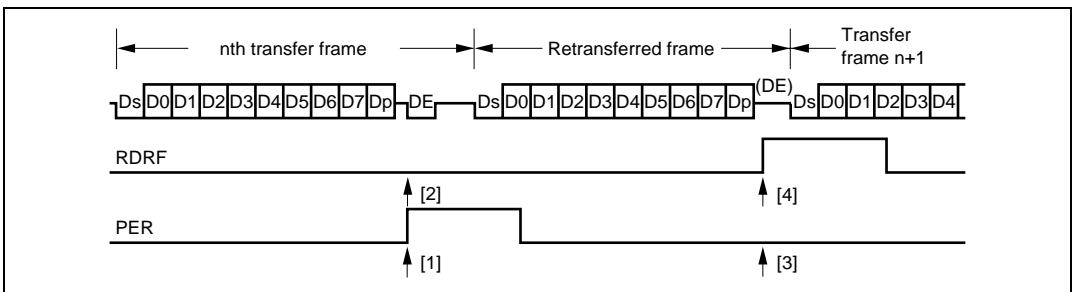 nth transfer frame
Retransferred frame
Transfer
frame n+1
Ds D0 D1 D2 D3 D4 D5 D6 D7 Dp DE Ds D0 D1 D2 D3 D4 D5 D6 D7 Dp (DE) Ds D0 D1 D2 D3 D4
RDRF
[2] [4]
PER
[1] [3]